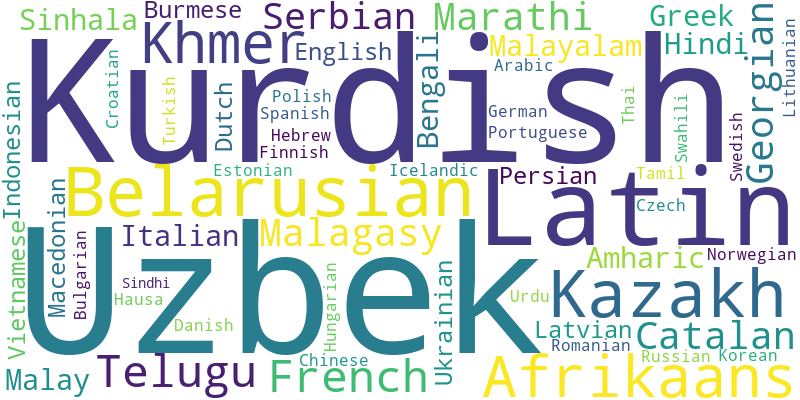 Sinhala
Burmese
Serbian
Marathi
Greek
Khmer
English
Malayalam
Hindi
Kurdish
Croatian
Turkish
Dutch
Polish
Spanish
Hebrew
Finnish
Bengali
Arabic
German
Portuguese
Thai
Swahili
Swedish
Georgian
Lithuanian
Indonesian
Estonian
Icelandic
Persian
Tamil
Belarusian
Latin
Czech
Macedonian
Bulgarian
Italian
Malagasy
Vietnamese
Uzbek
Sindhi
Hausa
Danish
Hungarian
Ukrainian
Amharic
Norwegian
Kazakh
Urdu
Latvian
Catalan
Romanian
Chinese
Russian
Korean
Malay
Telugu
French
Afrikaans